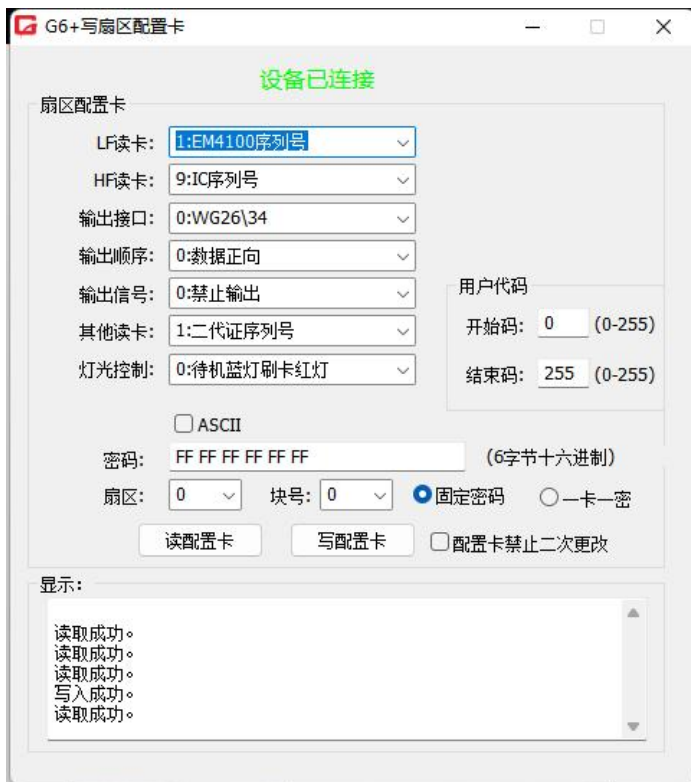 G6+写扇区配置卡
设备已连接
扇区配置卡
LF读卡: 1:EM4100序列号
HF读卡: 9:IC序列号
输出接口: 0:WG26\34
输出顺序: 0:数据正向
输出信号: 0:禁止输出
其他读卡: 1:二代证序列号
灯光控制: 0:待机蓝灯刷卡红灯
用户代码
开始码: 0 (0-255)
结束码: 255 (0-255)
ASCII
密码: FF FF FF FF FF FF (6字节十六进制)
扇区: 0 块号: 0 固定密码 一卡一密
读配置卡 写配置卡 配置卡禁止二次更改
显示:
读取成功。
读取成功。
读取成功。
写入成功。
读取成功。